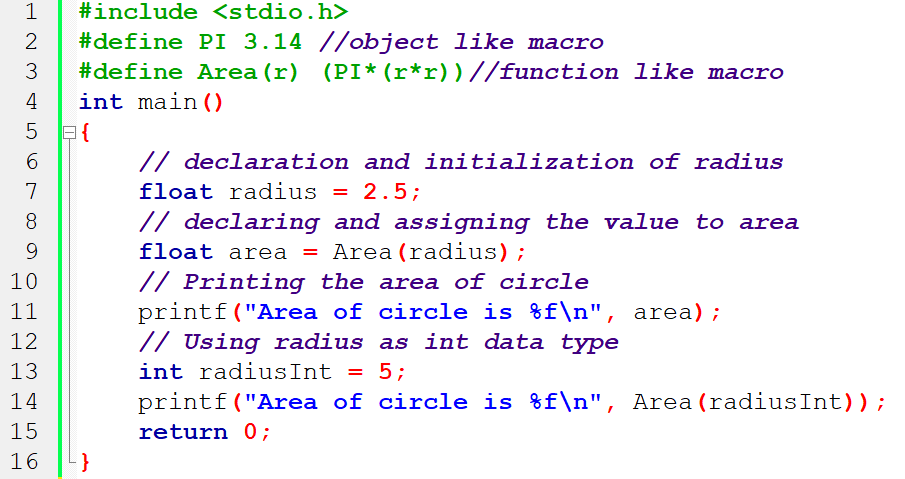 1 #include <stdio.h>
2 #define PI 3.14 //object like macro
3 #define Area(r) (PI*(r*r))//function like macro
4 int main()
5 {
6 // declaration and initialization of radius
7 float radius = 2.5;
8 // declaring and assigning the value to area
9 float area = Area(radius);
10 // Printing the area of circle
11 printf("Area of circle is %f\n", area);
12 // Using radius as int data type
13 int radiusInt = 5;
14 printf("Area of circle is %f\n", Area(radiusInt));
15 return 0;
16 }